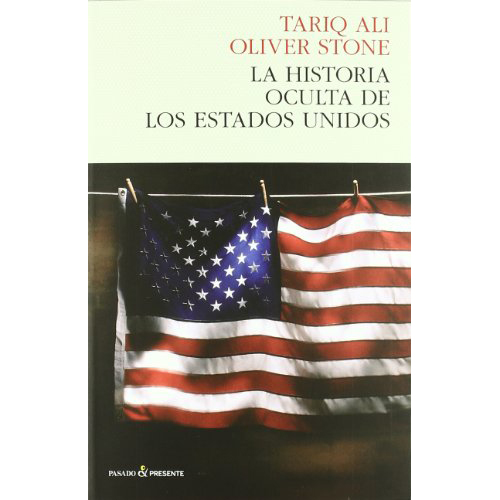 TARIQ ALI
OLIVER STONE
LA HISTORIA
OCULTA DE
LOS ESTADOS UNIDOS
PASADO & PRESENTE